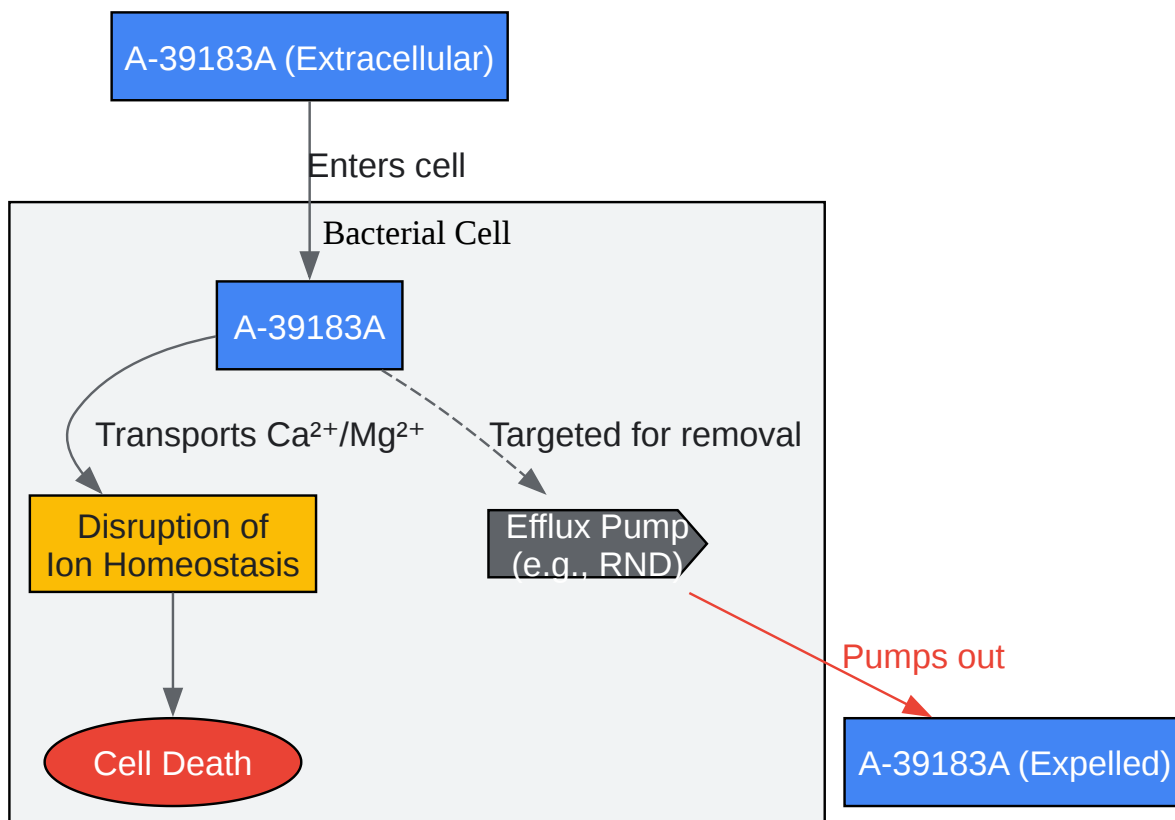 A-39183A (Extracellular)
Enters cell
Bacterial Cell
A-39183A
Transports Ca²⁺/Mg²⁺
Targeted for removal
Disruption of
Ion Homeostasis
Efflux Pump
(e.g., RND)
Pumps out
Cell Death
A-39183A (Expelled)